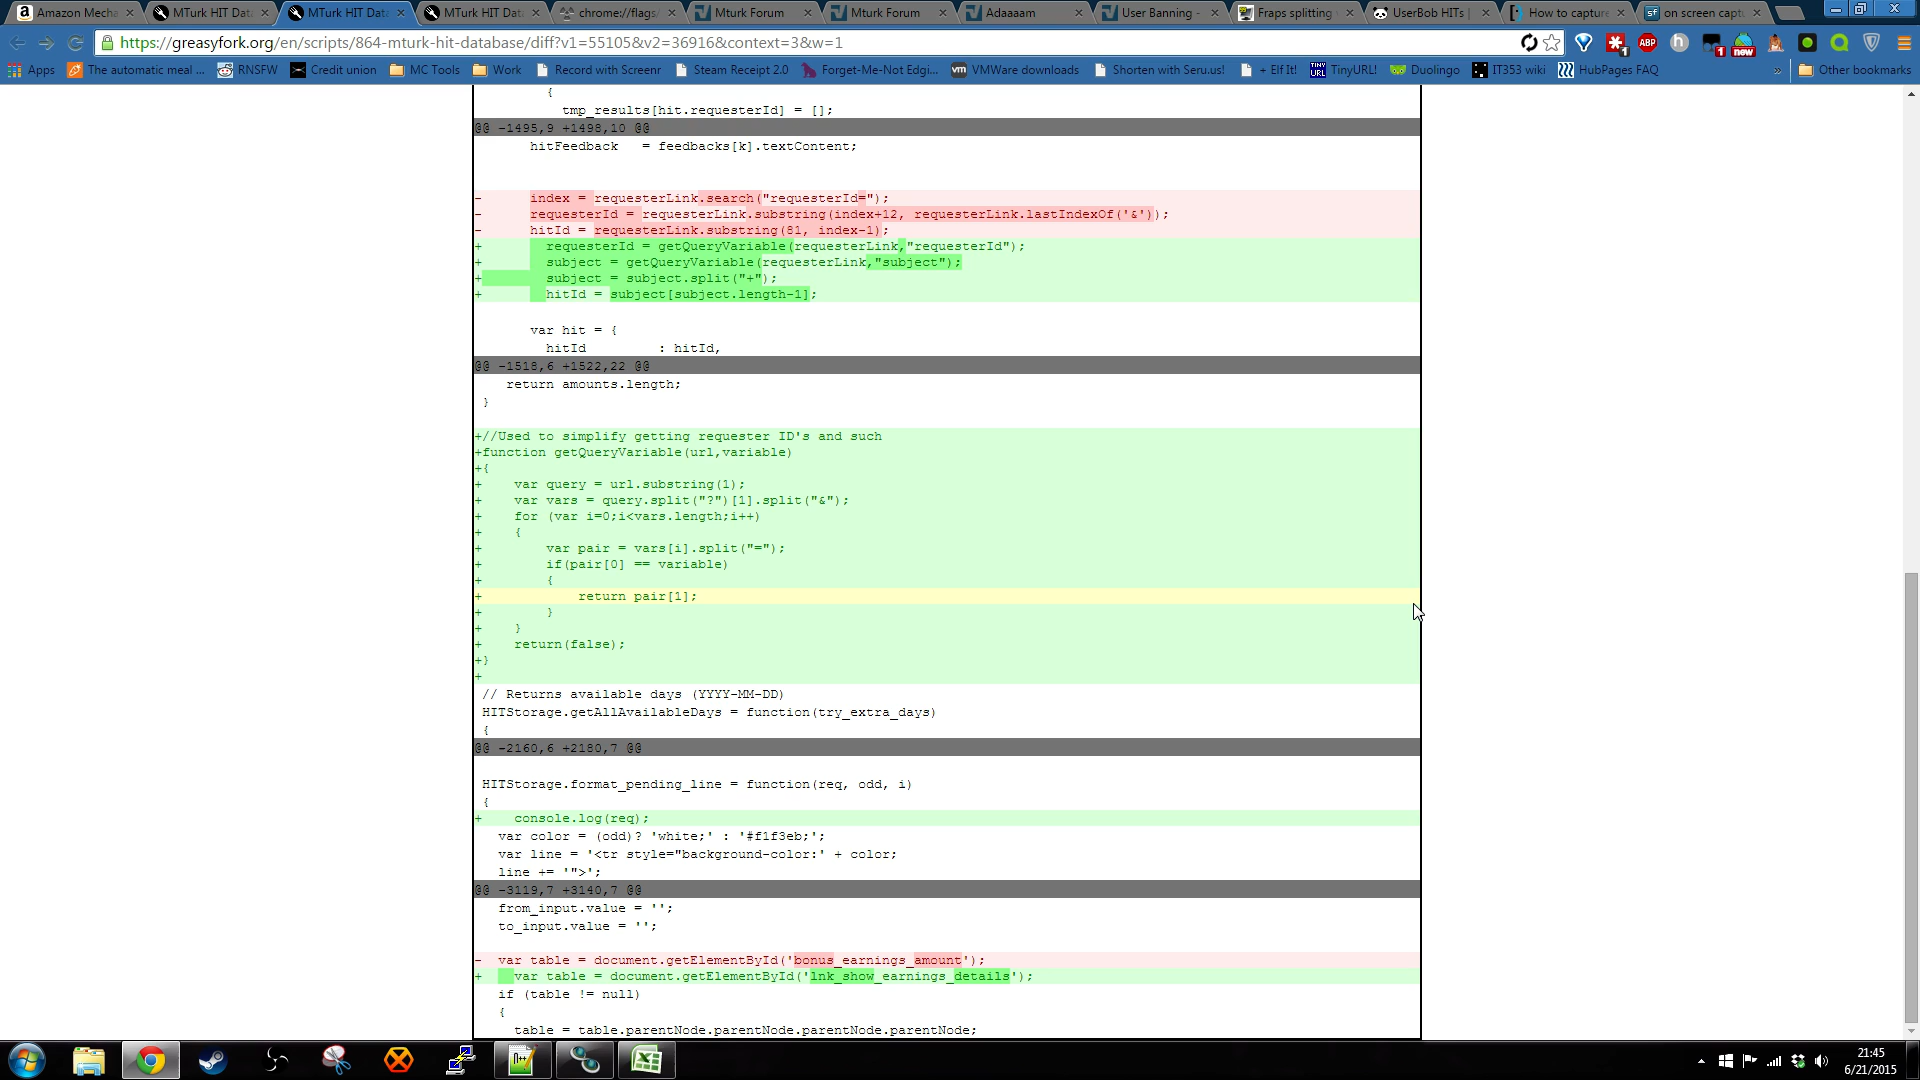 Amazon Mecha
MTurk HIT Data
MTurk HIT Data
MTurk HIT Data
chrome://flags/
Mturk Forum
Mturk Forum
Adaaaam
User Banning -
Fraps splitting
UserBob HITs |
How to capture
on screen captu
https://greasyfork.org/en/scripts/864-mturk-hit-database/diff?v1=55105&v2=36916&context=3&w=1
Apps
The automatic meal ...
RNSFW
Credit union
MC Tools
Work
Record with Screenr
Steam Receipt 2.0
Forget-Me-Not Edgi...
VMWare downloads
Shorten with Seru.us!
+ Elf It!
TinyURL!
Duolingo
IT353 wiki
HubPages FAQ
»
Other bookmarks
{
tmp_results[hit.requesterId] = [];
@@ -1495,9 +1498,10 @@
hitFeedback   = feedbacks[k].textContent;
-      index = requesterLink.search("requesterId=");
-      requesterId = requesterLink.substring(index+12, requesterLink.lastIndexOf('&'));
-      hitId = requesterLink.substring(81, index-1);
+        requesterId = getQueryVariable(requesterLink,"requesterId");
+        subject = getQueryVariable(requesterLink,"subject");
+        subject = subject.split("+");
+        hitId = subject[subject.length-1];
var hit = {
hitId         : hitId,
@@ -1518,6 +1522,22 @@
return amounts.length;
}
+//Used to simplify getting requester ID's and such
+function getQueryVariable(url,variable)
+{
+    var query = url.substring(1);
+    var vars = query.split("?")[1].split("&");
+    for (var i=0;i<vars.length;i++)
+    {
+        var pair = vars[i].split("=");
+        if(pair[0] == variable)
+        {
+            return pair[1];
+        }
+    }
+    return(false);
+}
+
// Returns available days (YYYY-MM-DD)
HITStorage.getAllAvailableDays = function(try_extra_days)
{
@@ -2160,6 +2180,7 @@
HITStorage.format_pending_line = function(req, odd, i)
{
+    console.log(req);
var color = (odd)? 'white;' : '#f1f3eb;';
var line = '<tr style="background-color:' + color;
line += '">';
@@ -3119,7 +3140,7 @@
from_input.value = '';
to_input.value = '';
-  var table = document.getElementById('bonus_earnings_amount');
+    var table = document.getElementById('lnk_show_earnings_details');
if (table != null)
{
table = table.parentNode.parentNode.parentNode.parentNode;
21:45
6/21/2015